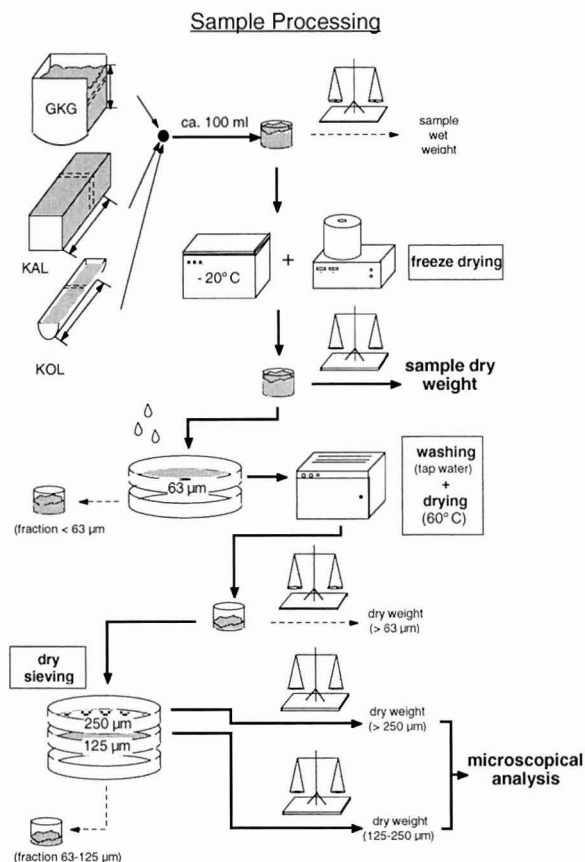 Sample Processing
GKG
ca. 100 ml
sample
wet
weight
KAL
- 20° C
+
freeze drying
KOL
sample dry
weight
63 µm
washing
(tap water)
+
drying
(60° C)
(fraction < 63 µm
dry weight
(> 63 µm)
dry
sieving
250 µm
125 µm
dry weight
(> 250 µm)
microscopical
analysis
dry weight
(125-250 µm)
(fraction 63-125 µm)